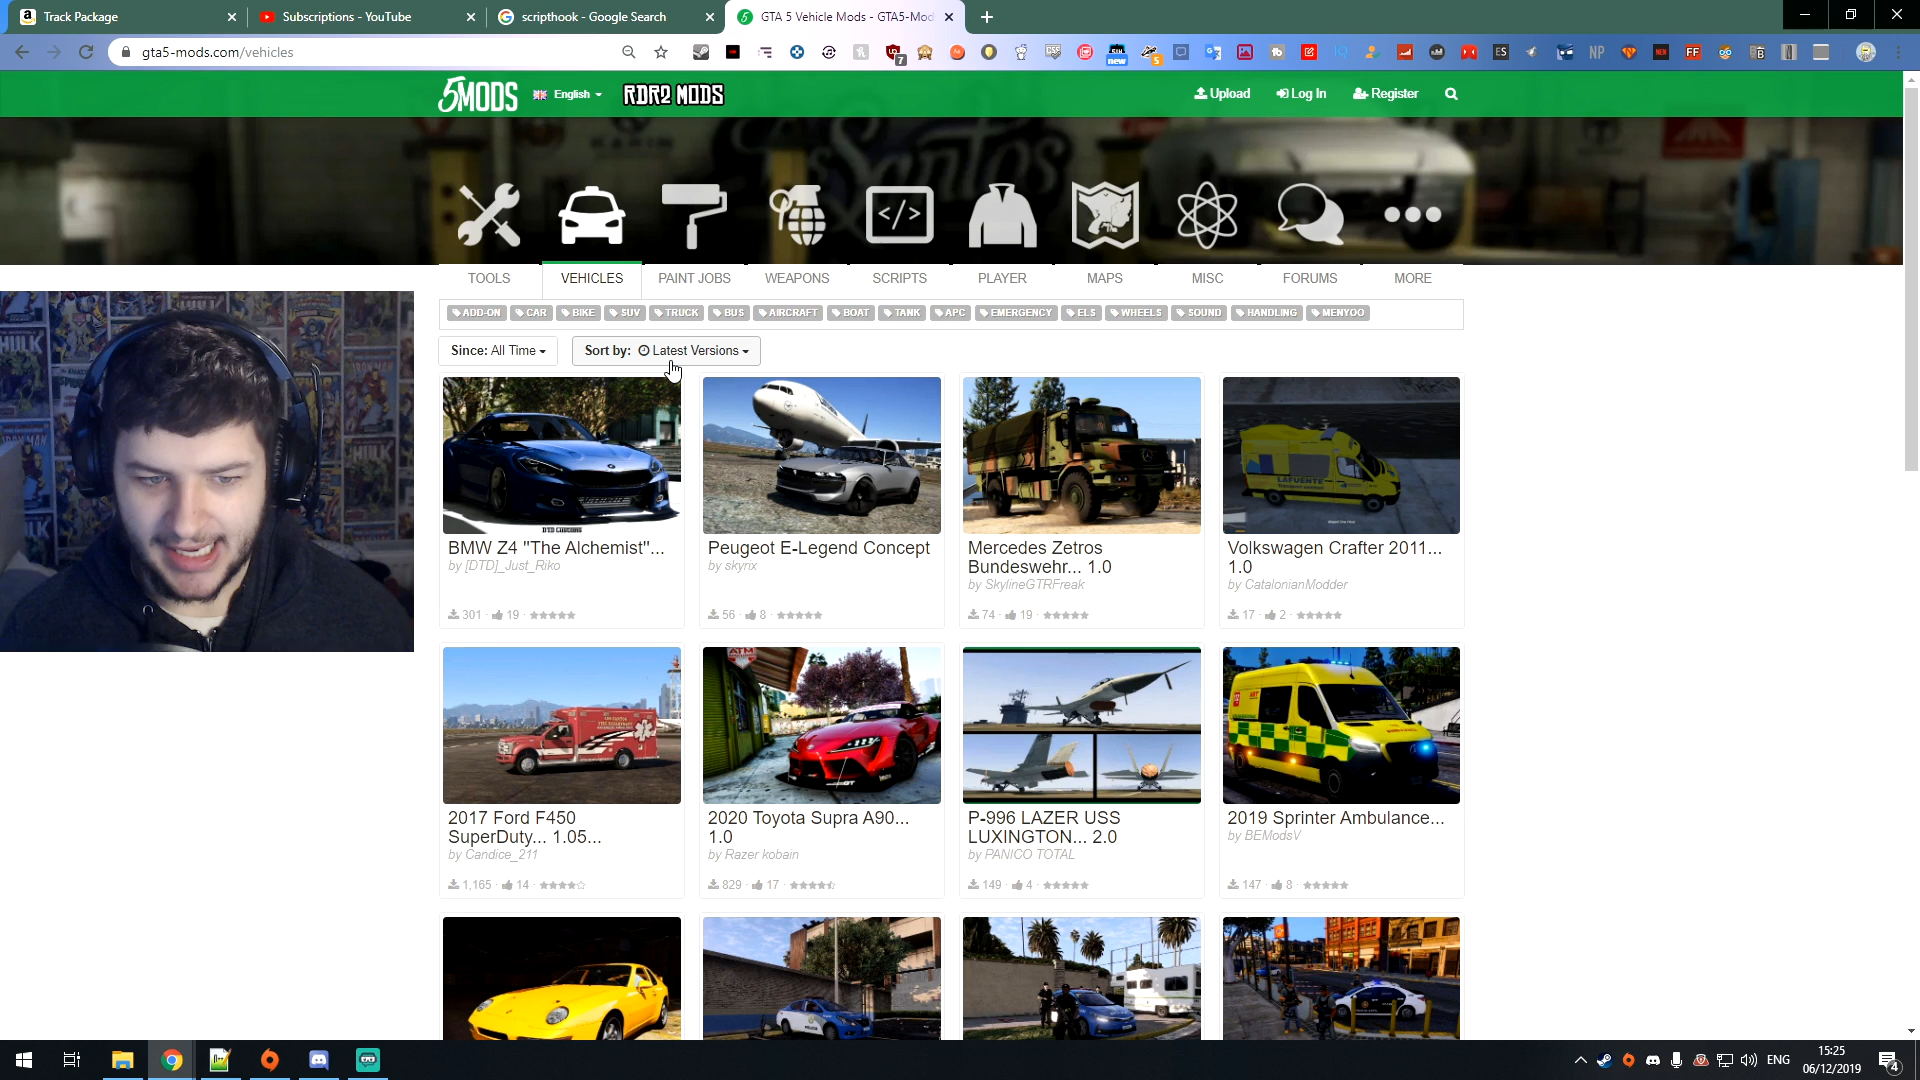 Track Package
Subscriptions - YouTube
scripthook - Google Search
GTA 5 Vehicle Mods - GTA5-Mod
gta5-mods.com/vehicles
5MODS
English
RDR2 MODS
Upload
Log In
Register
TOOLS
VEHICLES
PAINT JOBS
WEAPONS
SCRIPTS
PLAYER
MAPS
MISC
FORUMS
MORE
ADD-ON
CAR
BIKE
SUV
TRUCK
BUS
AIRCRAFT
BOAT
TANK
APC
EMERGENCY
ELS
WHEELS
SOUND
HANDLING
MENYOO
Since: All Time
Sort by: Latest Versions
BMW Z4 "The Alchemist"...
by [DTD]_Just_Riko
301 · 19 ·
Peugeot E-Legend Concept
by skyrix
56 · 8 ·
Mercedes Zetros
Bundeswehr... 1.0
by SkylineGTRFreak
74 · 19 ·
Volkswagen Crafter 2011...
1.0
by CatalonianModder
17 · 2 ·
2017 Ford F450
SuperDuty... 1.05...
by Candice_211
1,165 · 14 ·
2020 Toyota Supra A90...
1.0
by Razer kobain
829 · 17 ·
P-996 LAZER USS
LUXINGTON... 2.0
by PANICO TOTAL
149 · 4 ·
2019 Sprinter Ambulance...
by BEModsV
147 · 8 ·
ENG
15:25
06/12/2019
4